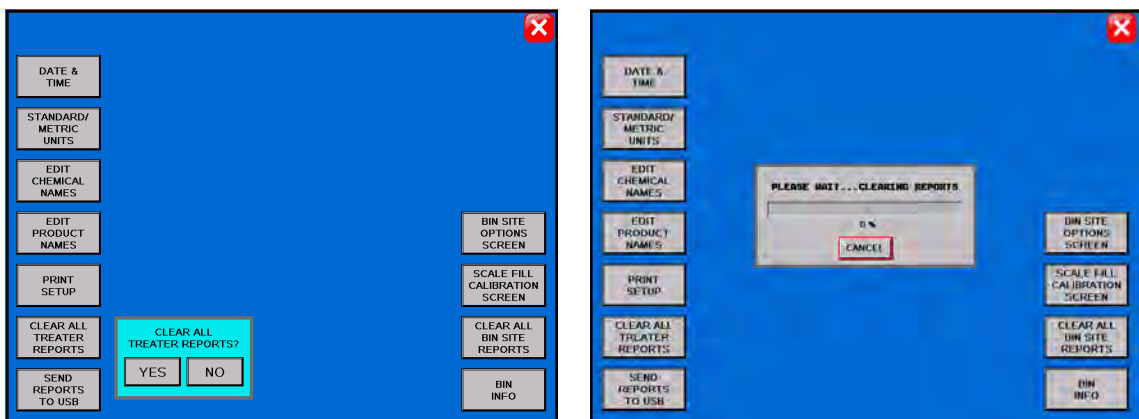 DATE &
TIME
STANDARD/
METRIC
UNITS
EDIT
CHEMICAL
NAMES
EDIT
PRODUCT
NAMES
PRINT
SETUP
CLEAR ALL
TREATER
REPORTS
SEND
REPORTS
TO USB
CLEAR ALL
TREATER REPORTS?
YES NO
BIN SITE
OPTIONS
SCREEN
SCALE FILL
CALIBRATION
SCREEN
CLEAR ALL
BIN SITE
REPORTS
BIN
INFO
DATE &
TIME
STANDARD/
METRIC
UNITS
EDIT
CHEMICAL
NAMES
EDIT
PRODUCT
NAMES
PRINT
SETUP
CLEAR ALL
TREATER
REPORTS
SEND
REPORTS
TO USB
PLEASE WAIT...CLEARING REPORTS
0 %
CANCEL
BIN SITE
OPTIONS
SCREEN
SCALE FILL
CALIBRATION
SCREEN
CLEAR ALL
BIN SITE
REPORTS
BIN
INFO